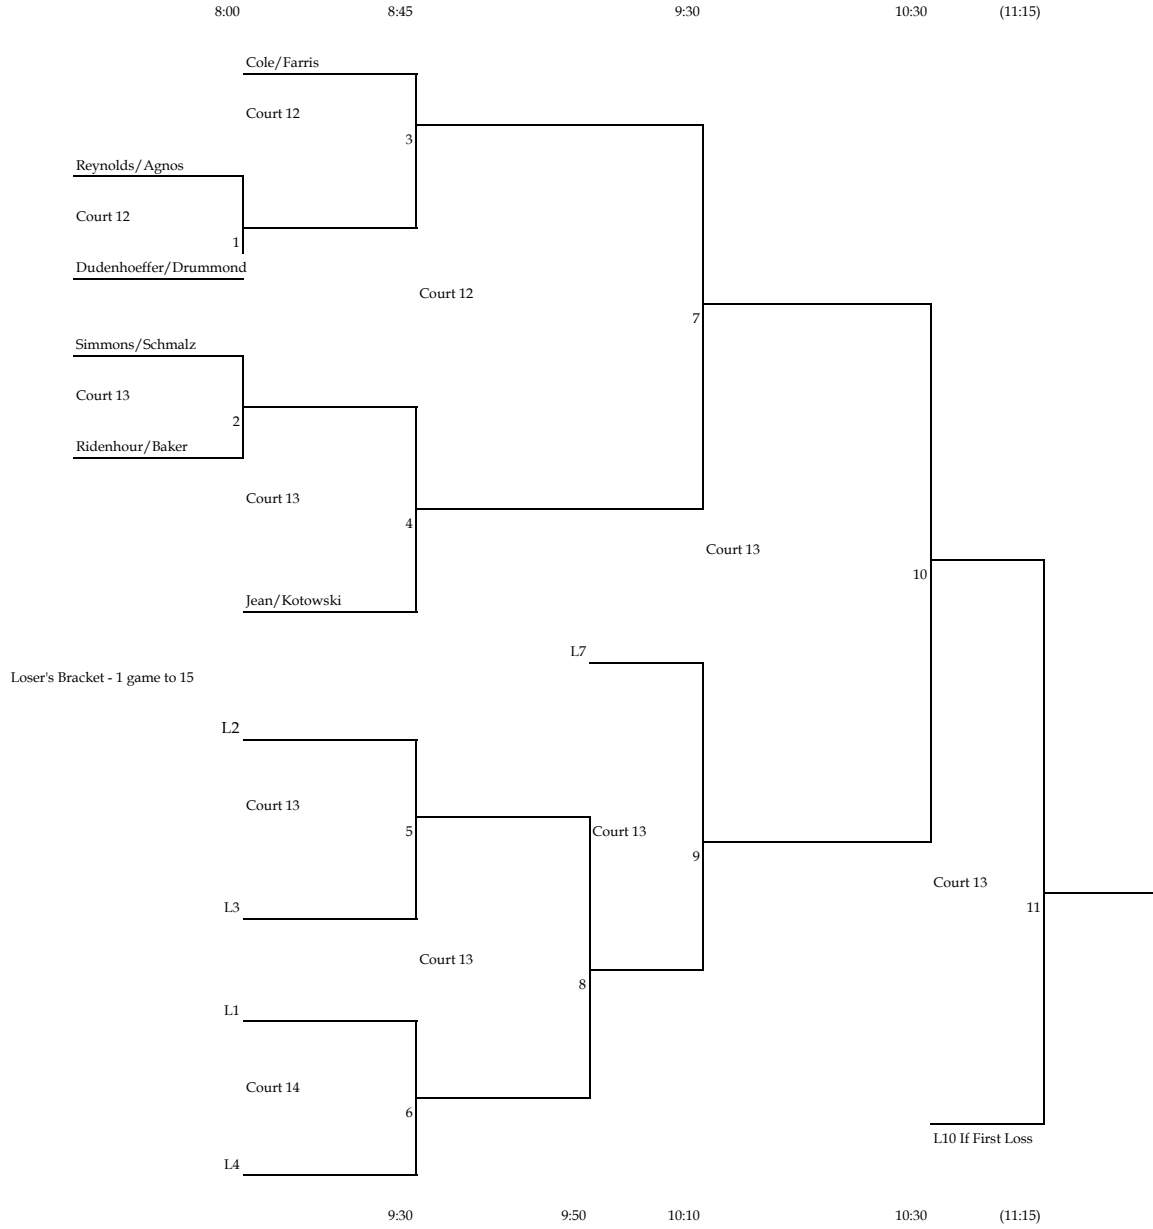 8:00 8:45 9:30 10:30 (11:15)
Cole/Farris
Court 12
3
Reynolds/Agnos
Court 12
1
Dudenhoeffer/Drummond
Court 12
7
Simmons/Schmalz
Court 13
2
Ridenhour/Baker
Court 13
4
Court 13
10
Jean/Kotowski
L7
Loser's Bracket - 1 game to 15
L2
Court 13
5
Court 13
9
Court 13
11
L3
Court 13
8
L1
Court 14
6
L10 If First Loss
L4
9:30 9:50 10:10 10:30 (11:15)